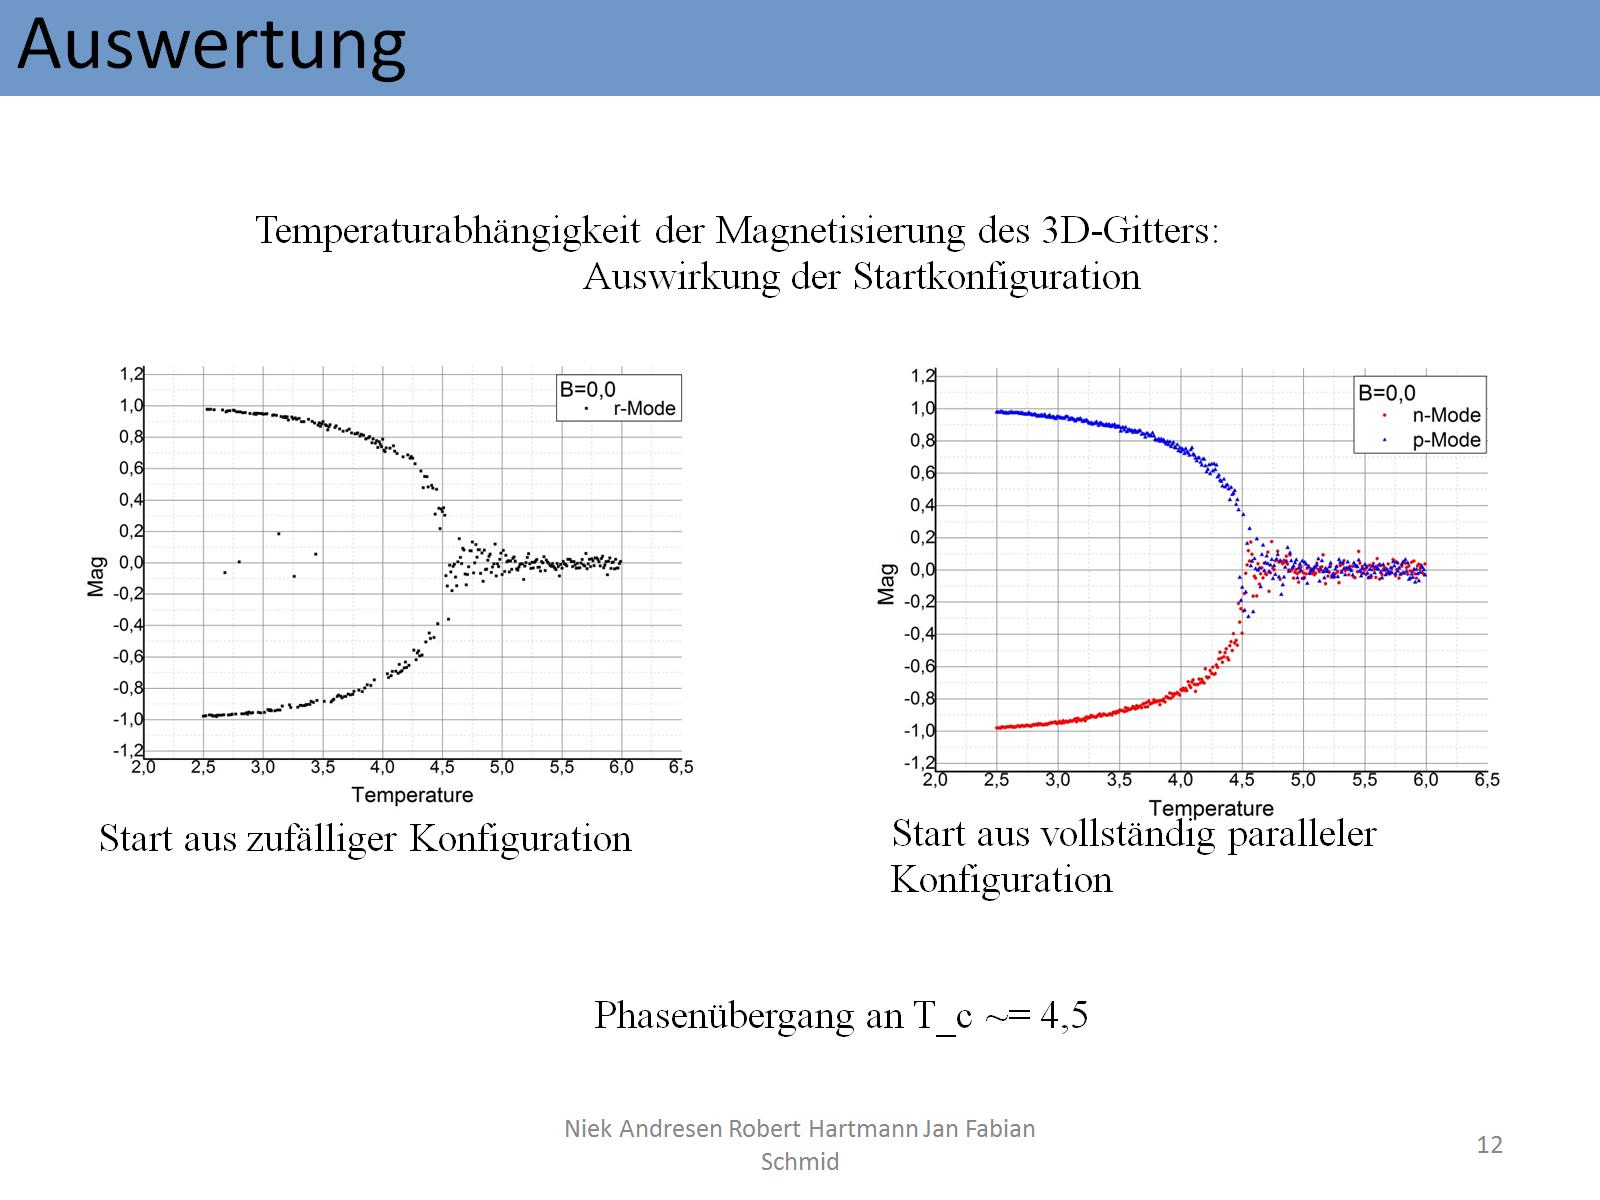 Auswertung
Temperaturabhängigkeit der Magnetisierung des 3D-Gitters:
Auswirkung der Startkonfiguration
1,2
1,0
0,8
0,6
0,4
0,2
0,0
-0,2
-0,4
-0,6
-0,8
-1,0
-1,2
Mag
2,0 2,5 3,0 3,5 4,0 4,5 5,0 5,5 6,0 6,5
Temperature
B=0,0
r-Mode
Start aus zufälliger Konfiguration
1,2
1,0
0,8
0,6
0,4
0,2
0,0
-0,2
-0,4
-0,6
-0,8
-1,0
-1,2
Mag
2,0 2,5 3,0 3,5 4,0 4,5 5,0 5,5 6,0 6,5
Temperature
B=0,0
n-Mode
p-Mode
Start aus vollständig paralleler
Konfiguration
Phasenübergang an T_c ~= 4,5
Niek Andresen Robert Hartmann Jan Fabian
Schmid
12